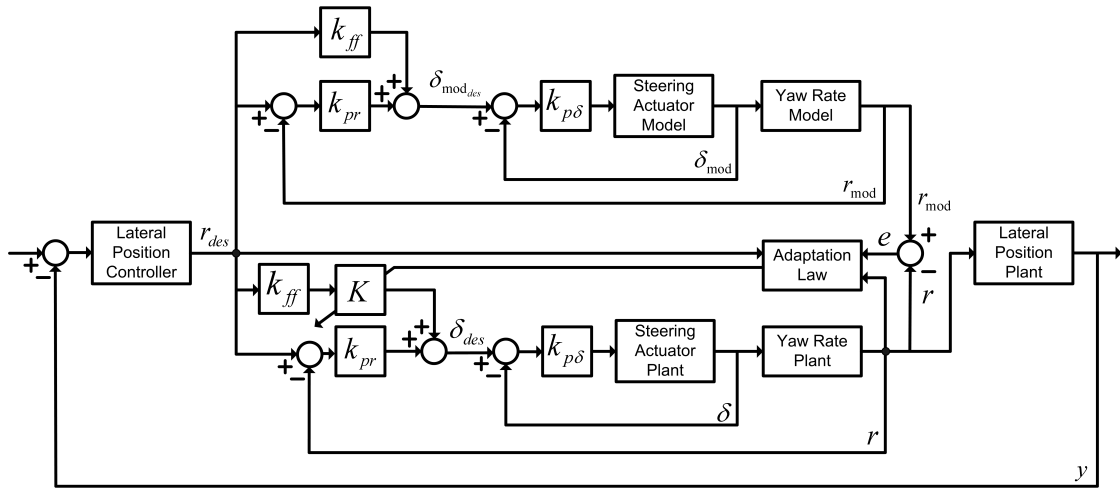 k_ff
k_pr
δ_mod_des
k_pδ
Steering
Actuator
Model
Yaw Rate
Model
δ_mod
r_mod
r_mod
Lateral
Position
Controller
r_des
Adaptation
Law
e
r
Lateral
Position
Plant
k_ff
K
k_pr
δ_des
k_pδ
Steering
Actuator
Plant
Yaw Rate
Plant
δ
r
y